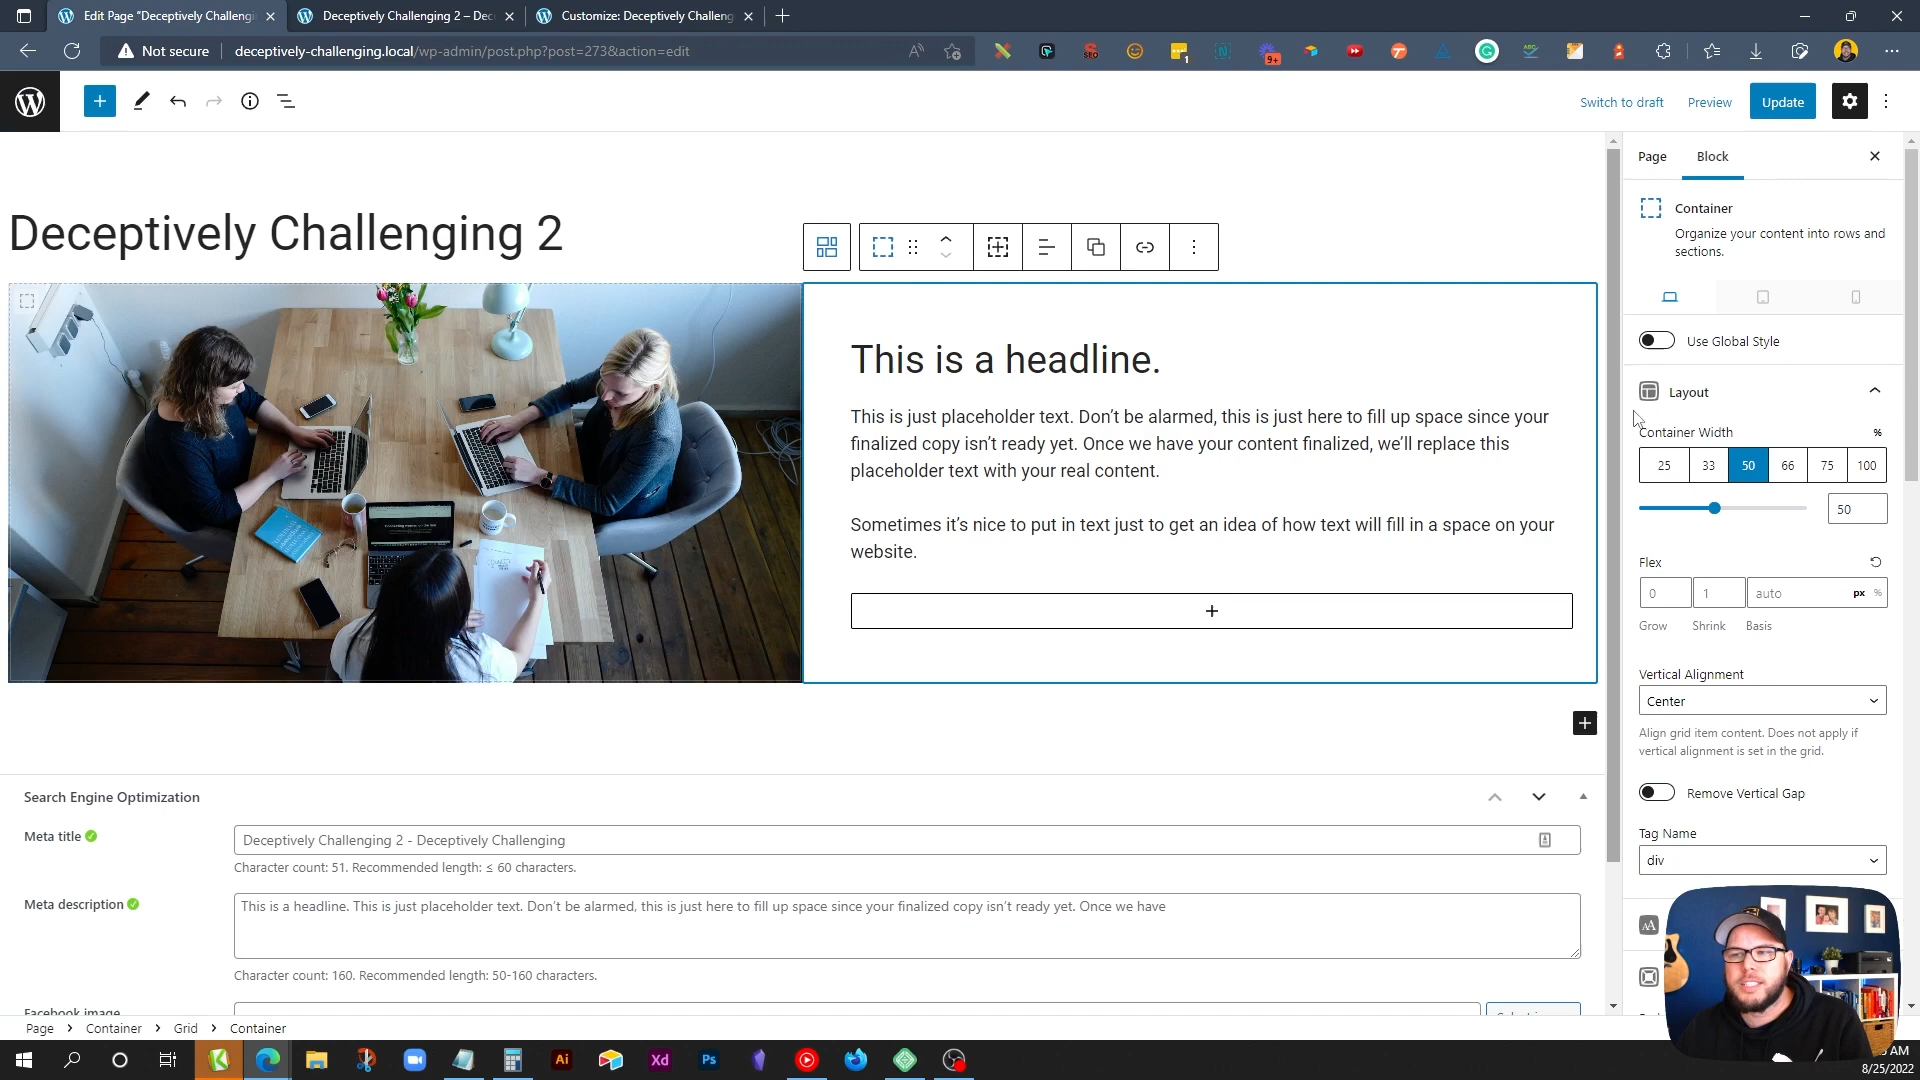 Edit Page “Deceptively Challengi
Deceptively Challenging 2 – Dec
Customize: Deceptively Challeng
Not secure
deceptively-challenging.local/wp-admin/post.php?post=273&action=edit
SEO
1
9+
ABC
Switch to draft
Preview
Update
Page
Block
Container
Organize your content into rows and
sections.
Deceptively Challenging 2
Use Global Style
This is a headline.
This is just placeholder text. Don’t be alarmed, this is just here to fill up space since your
finalized copy isn’t ready yet. Once we have your content finalized, we’ll replace this
placeholder text with your real content.
Sometimes it’s nice to put in text just to get an idea of how text will fill in a space on your
website.
Layout
Container Width
%
25 33 50 66 75 100
50
Flex
0 1 auto px %
Grow Shrink Basis
Vertical Alignment
Center
Align grid item content. Does not apply if
vertical alignment is set in the grid.
Remove Vertical Gap
Tag Name
div
Search Engine Optimization
Meta title
Deceptively Challenging 2 - Deceptively Challenging
Character count: 51. Recommended length: ≤ 60 characters.
Meta description
This is a headline. This is just placeholder text. Don’t be alarmed, this is just here to fill up space since your finalized copy isn’t ready yet. Once we have
Character count: 160. Recommended length: 50-160 characters.
Facebook image
AA
Page > Container > Grid > Container
Ai
Xd
Ps
AM
8/25/2022